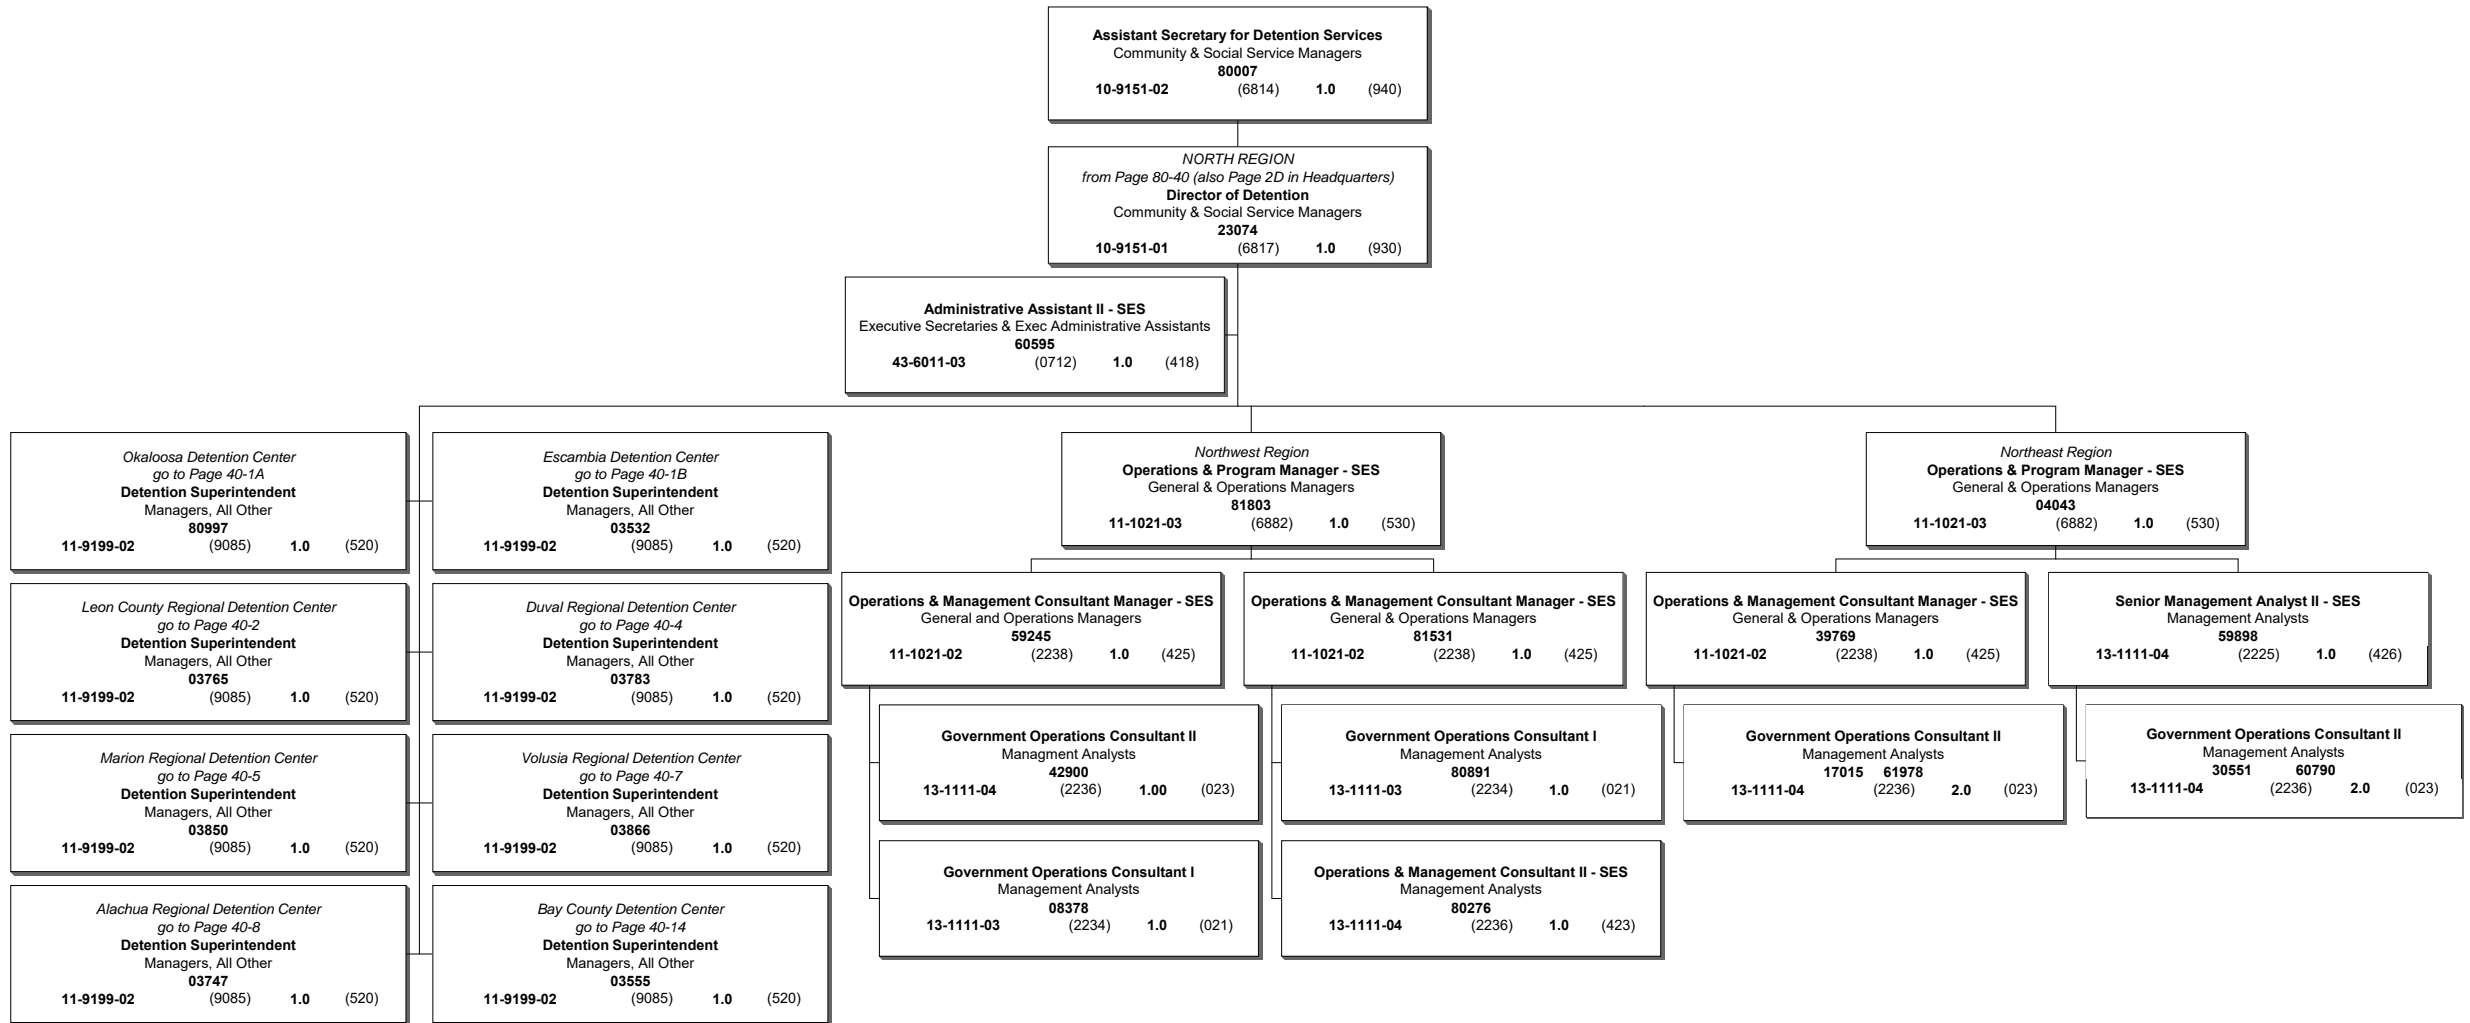 Assistant Secretary for Detention Services
Community & Social Service Managers
80007
10-9151-02 (6814) 1.0 (940)
NORTH REGION
from Page 80-40 (also Page 2D in Headquarters)
Director of Detention
Community & Social Service Managers
23074
10-9151-01 (6817) 1.0 (930)
Administrative Assistant II - SES
Executive Secretaries & Exec Administrative Assistants
60595
43-6011-03 (0712) 1.0 (418)
Okaloosa Detention Center
go to Page 40-1A
Detention Superintendent
Managers, All Other
80997
11-9199-02 (9085) 1.0 (520)
Escambia Detention Center
go to Page 40-1B
Detention Superintendent
Managers, All Other
03532
11-9199-02 (9085) 1.0 (520)
Leon County Regional Detention Center
go to Page 40-2
Detention Superintendent
Managers, All Other
03765
11-9199-02 (9085) 1.0 (520)
Duval Regional Detention Center
go to Page 40-4
Detention Superintendent
Managers, All Other
03783
11-9199-02 (9085) 1.0 (520)
Marion Regional Detention Center
go to Page 40-5
Detention Superintendent
Managers, All Other
03850
11-9199-02 (9085) 1.0 (520)
Volusia Regional Detention Center
go to Page 40-7
Detention Superintendent
Managers, All Other
03866
11-9199-02 (9085) 1.0 (520)
Alachua Regional Detention Center
go to Page 40-8
Detention Superintendent
Managers, All Other
03747
11-9199-02 (9085) 1.0 (520)
Bay County Detention Center
go to Page 40-14
Detention Superintendent
Managers, All Other
03555
11-9199-02 (9085) 1.0 (520)
Northwest Region
Operations & Program Manager - SES
General & Operations Managers
81803
11-1021-03 (6882) 1.0 (530)
Operations & Management Consultant Manager - SES
General and Operations Managers
59245
11-1021-02 (2238) 1.0 (425)
Government Operations Consultant II
Managment Analysts
42900
13-1111-04 (2236) 1.00 (023)
Government Operations Consultant I
Management Analysts
08378
13-1111-03 (2234) 1.0 (021)
Operations & Management Consultant Manager - SES
General & Operations Managers
81531
11-1021-02 (2238) 1.0 (425)
Government Operations Consultant I
Management Analysts
80891
13-1111-03 (2234) 1.0 (021)
Operations & Management Consultant II - SES
Management Analysts
80276
13-1111-04 (2236) 1.0 (423)
Northeast Region
Operations & Program Manager - SES
General & Operations Managers
04043
11-1021-03 (6882) 1.0 (530)
Operations & Management Consultant Manager - SES
General & Operations Managers
39769
11-1021-02 (2238) 1.0 (425)
Government Operations Consultant II
Management Analysts
17015 61978
13-1111-04 (2236) 2.0 (023)
Senior Management Analyst II - SES
Management Analysts
59898
13-1111-04 (2225) 1.0 (426)
Government Operations Consultant II
Management Analysts
30551 60790
13-1111-04 (2236) 2.0 (023)